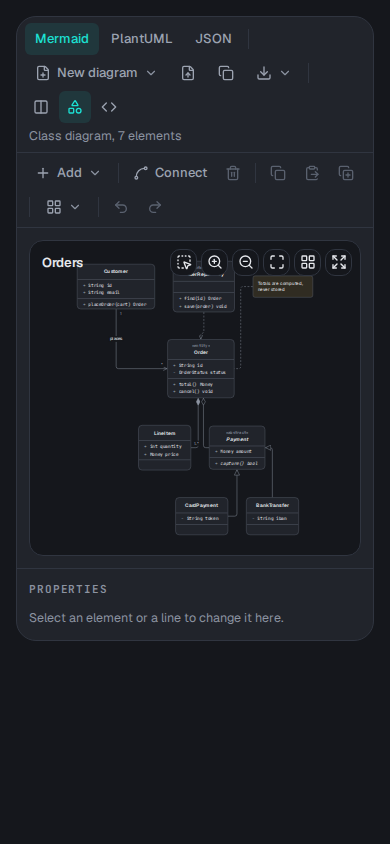 Mermaid PlantUML JSON
New diagram
Class diagram, 7 elements
Add Connect
Orders
Customer
+ String id
+ String email
+ placeOrder(cart) Order
+ find(id) Order
+ save(order) void
Totals are computed,
never stored
places
Order
+ String id
- OrderStatus status
+ total() Money
+ cancel() void
LineItem
+ int quantity
+ Money price
Payment
+ Money amount
+ capture() bool
CardPayment
- String token
BankTransfer
- String iban
PROPERTIES
Select an element or a line to change it here.